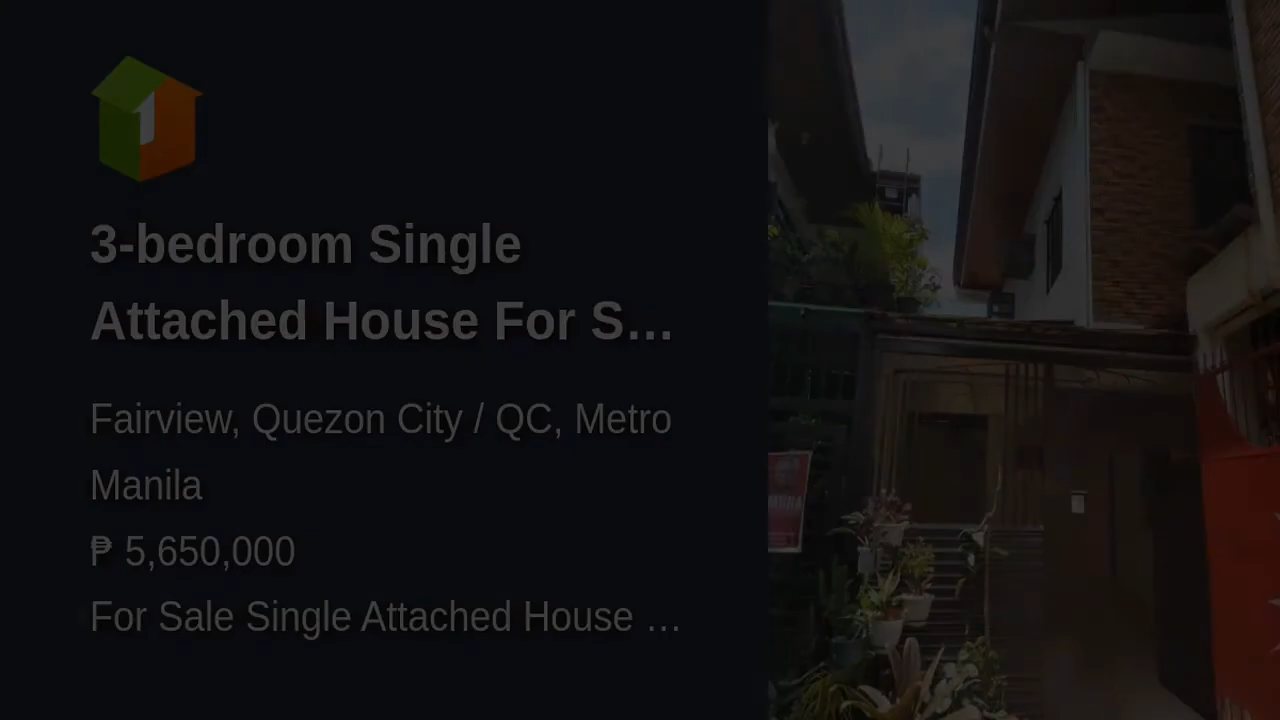 3-bedroom Single
Attached House For S...
Fairview, Quezon City / QC, Metro
Manila
₱ 5,650,000
For Sale Single Attached House ...